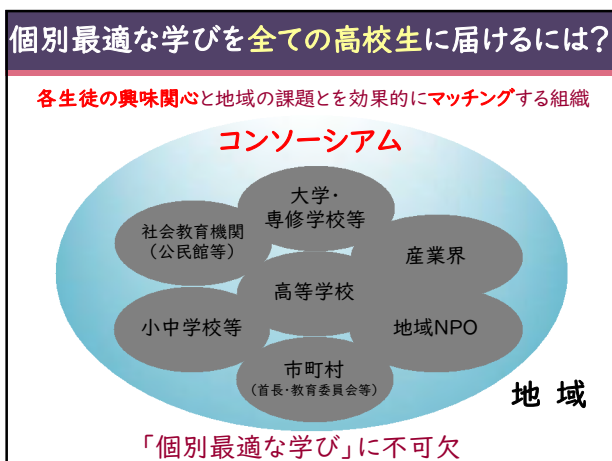 個別最適な学びを全ての高校生に届けるには?
各生徒の興味関心と地域の課題とを効果的にマッチングする組織
コンソーシアム
大学・
専修学校等
社会教育機関
(公民館等)
産業界
高等学校
小中学校等
地域NPO
市町村
(首長・教育委員会等)
地域
「個別最適な学び」に不可欠